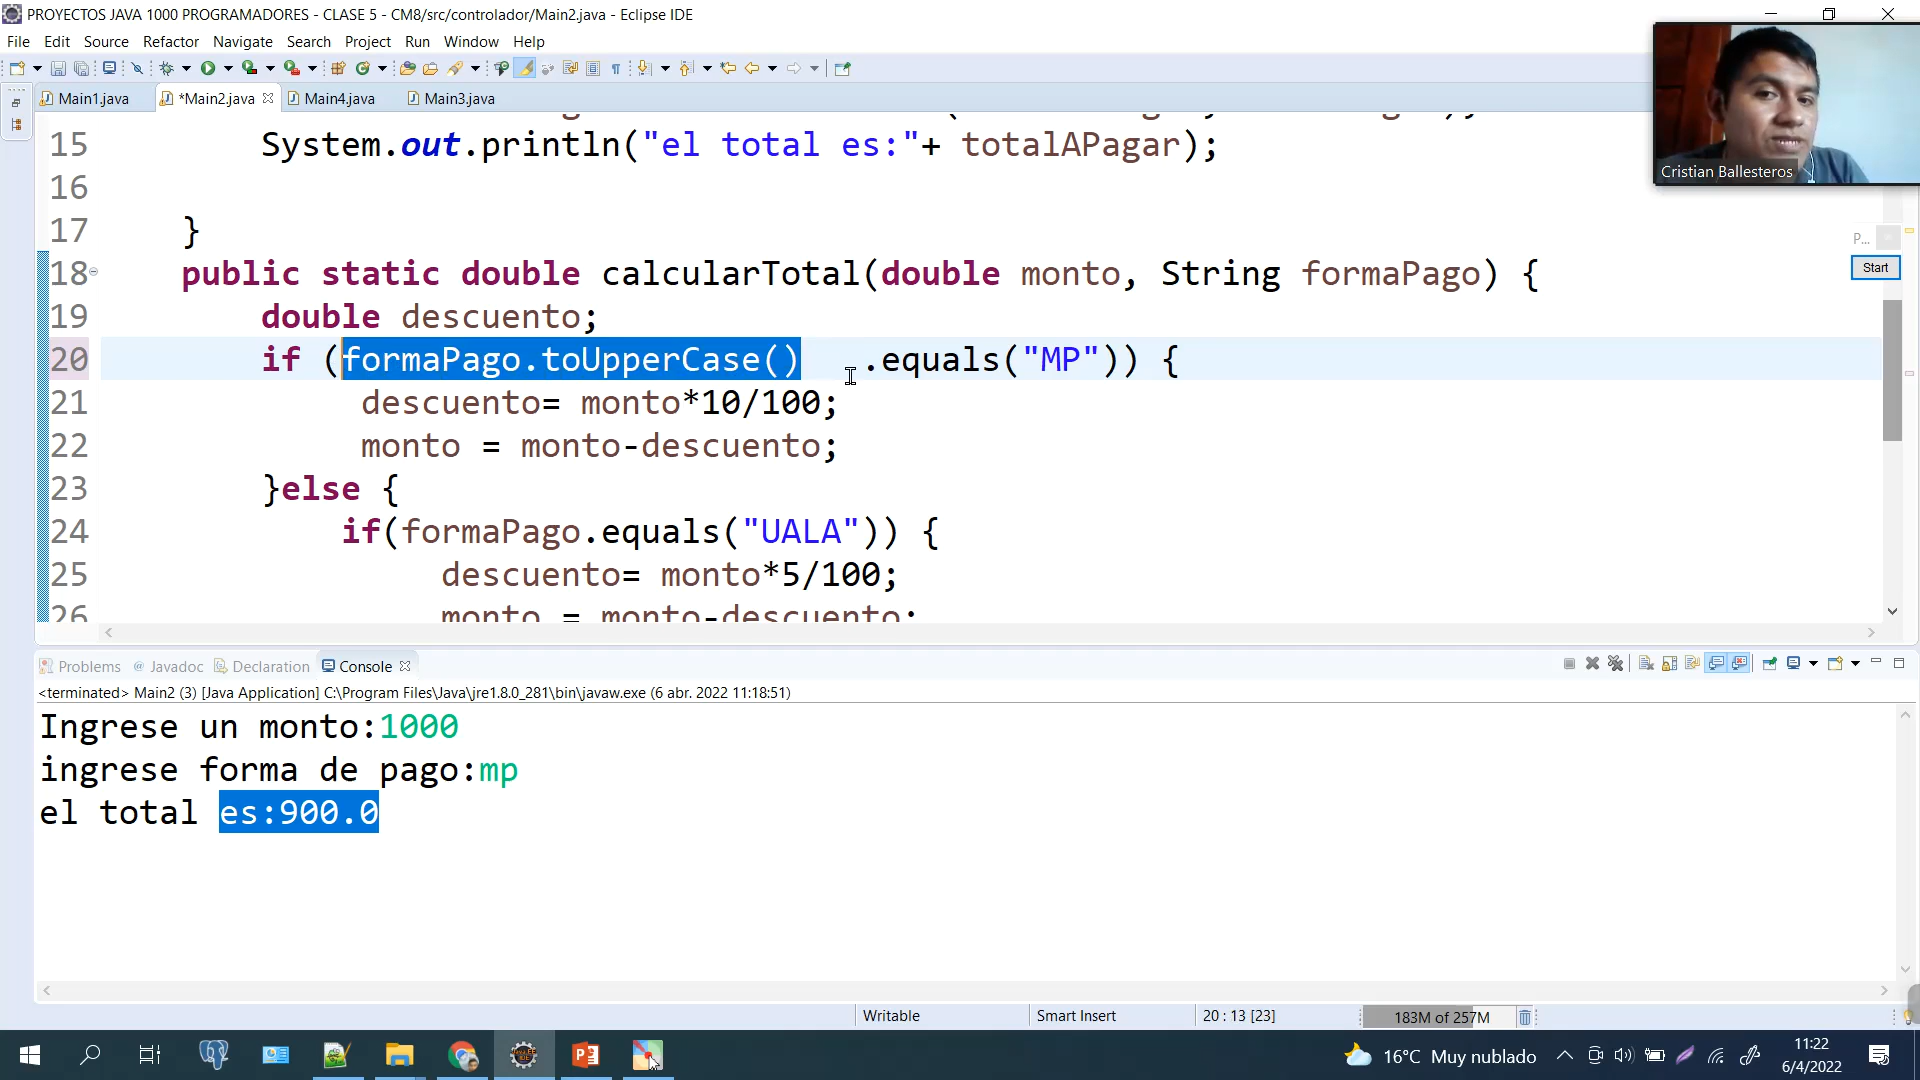 PROYECTOS JAVA 1000 PROGRAMADORES - CLASE 5 - CM8/src/controlador/Main2.java - Eclipse IDE
File Edit Source Refactor Navigate Search Project Run Window Help
Main1.java *Main2.java Main4.java Main3.java
15 System.out.println("el total es:"+ totalAPagar);
16
17 }
18 public static double calcularTotal(double monto, String formaPago) {
19 double descuento;
20 if (formaPago.toUpperCase() .equals("MP")) {
21 descuento= monto*10/100;
22 monto = monto-descuento;
23 }else {
24 if(formaPago.equals("UALA")) {
25 descuento= monto*5/100;
26 monto = monto-descuento;
Cristian Ballesteros
P...
Start
Problems Javadoc Declaration Console
<terminated> Main2 (3) [Java Application] C:\Program Files\Java\jre1.8.0_281\bin\javaw.exe (6 abr. 2022 11:18:51)
Ingrese un monto:1000
ingrese forma de pago:mp
el total es:900.0
Writable Smart Insert 20 : 13 [23] 183M of 257M
16°C Muy nublado 11:22
6/4/2022